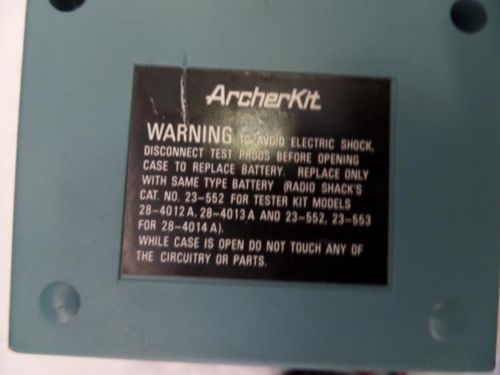 ArcherKit
WARNING TO AVOID ELECTRIC SHOCK,
DISCONNECT TEST PRODS BEFORE OPENING
CASE TO REPLACE BATTERY. REPLACE ONLY
WITH SAME TYPE BATTERY (RADIO SHACK'S
CAT. NO. 23-552 FOR TESTER KIT MODELS
28-4012A, 28-4013A AND 23-552, 23-553
FOR 28-4014A).
WHILE CASE IS OPEN DO NOT TOUCH ANY OF
THE CIRCUITRY OR PARTS.